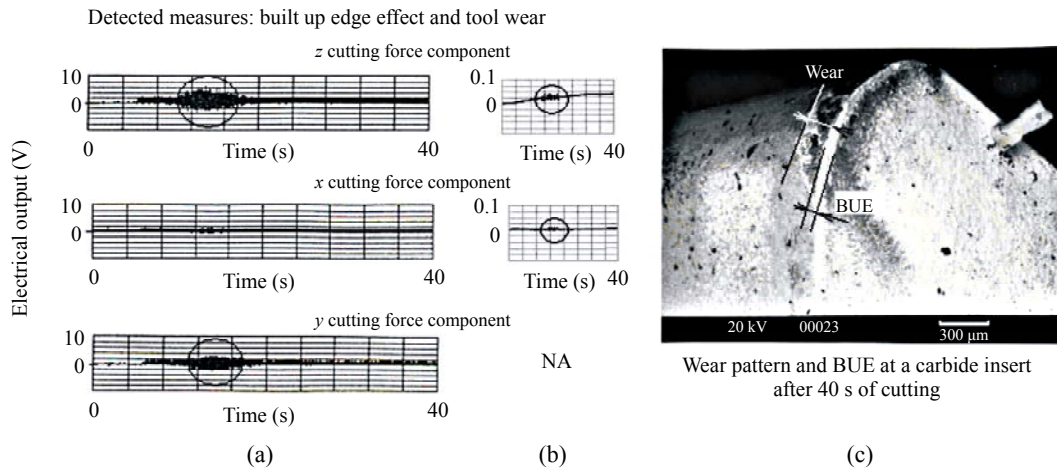 Detected measures: built up edge effect and tool wear
Electrical output (V)
z cutting force component
10
0
0
Time (s)
40
0.1
0
0
40
Time (s)
x cutting force component
10
0
0
Time (s)
40
0.1
0
0
40
Time (s)
y cutting force component
10
0
0
Time (s)
40
NA
Wear
BUE
20 kV 00023 300 μm
Wear pattern and BUE at a carbide insert
after 40 s of cutting
(a)
(b)
(c)